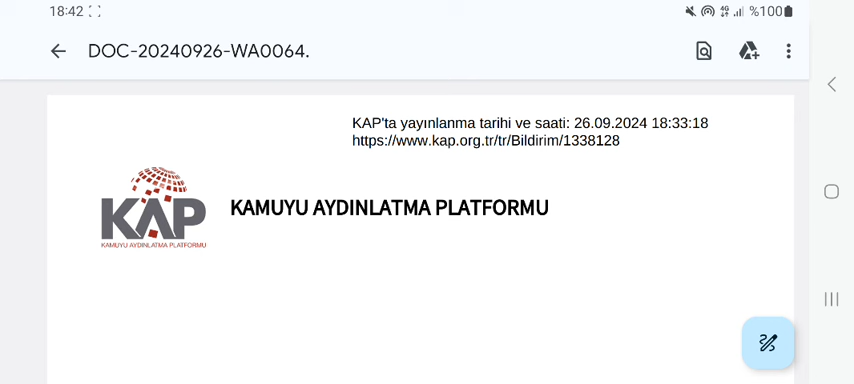 18:42
4G %100
DOC-20240926-WA0064.
KAP'ta yayınlanma tarihi ve saati: 26.09.2024 18:33:18
https://www.kap.org.tr/tr/Bildirim/1338128
KAP
KAMUYU AYDINLATMA PLATFORMU
KAMUYU AYDINLATMA PLATFORMU